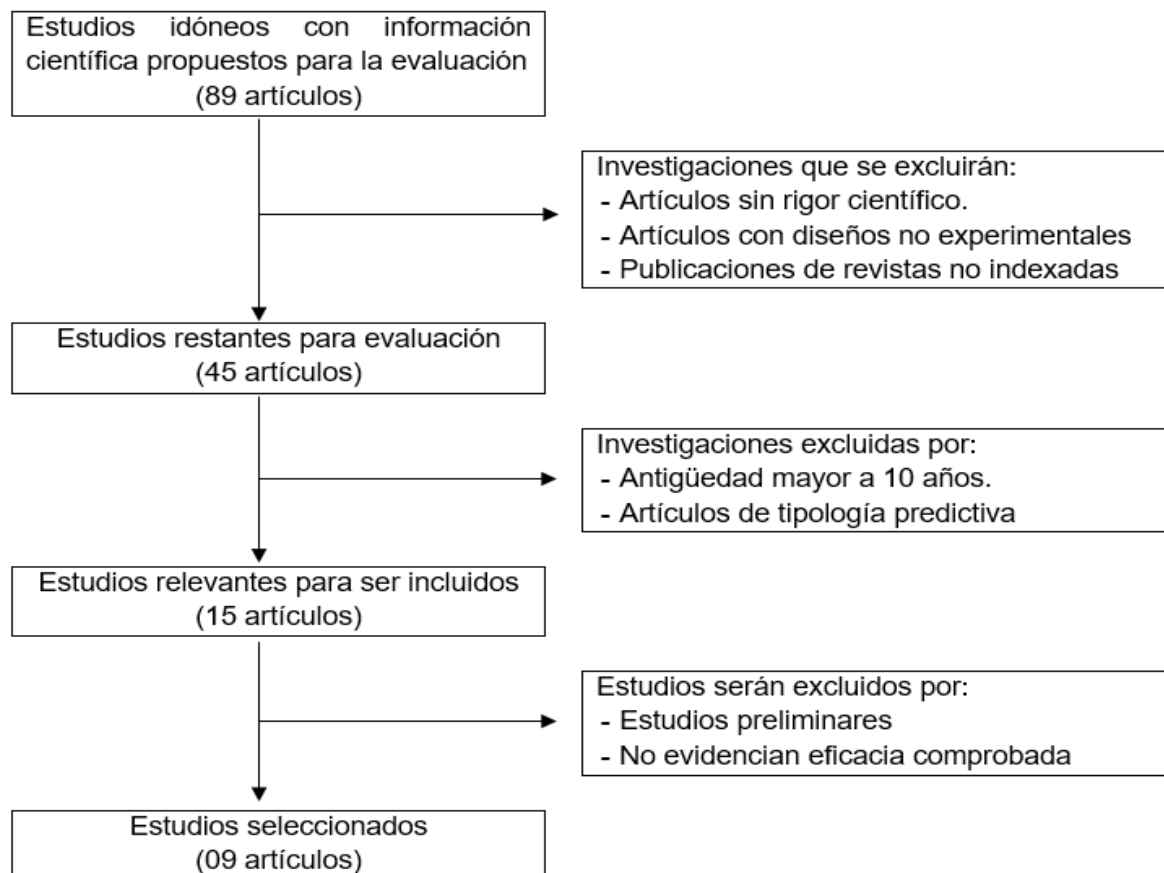 Estudios idóneos con información
científica propuestos para la evaluación
(89 artículos)
Investigaciones que se excluirán:
- Artículos sin rigor científico.
- Artículos con diseños no experimentales
- Publicaciones de revistas no indexadas
Estudios restantes para evaluación
(45 artículos)
Investigaciones excluidas por:
- Antigüedad mayor a 10 años.
- Artículos de tipología predictiva
Estudios relevantes para ser incluidos
(15 artículos)
Estudios serán excluidos por:
- Estudios preliminares
- No evidencian eficacia comprobada
Estudios seleccionados
(09 artículos)